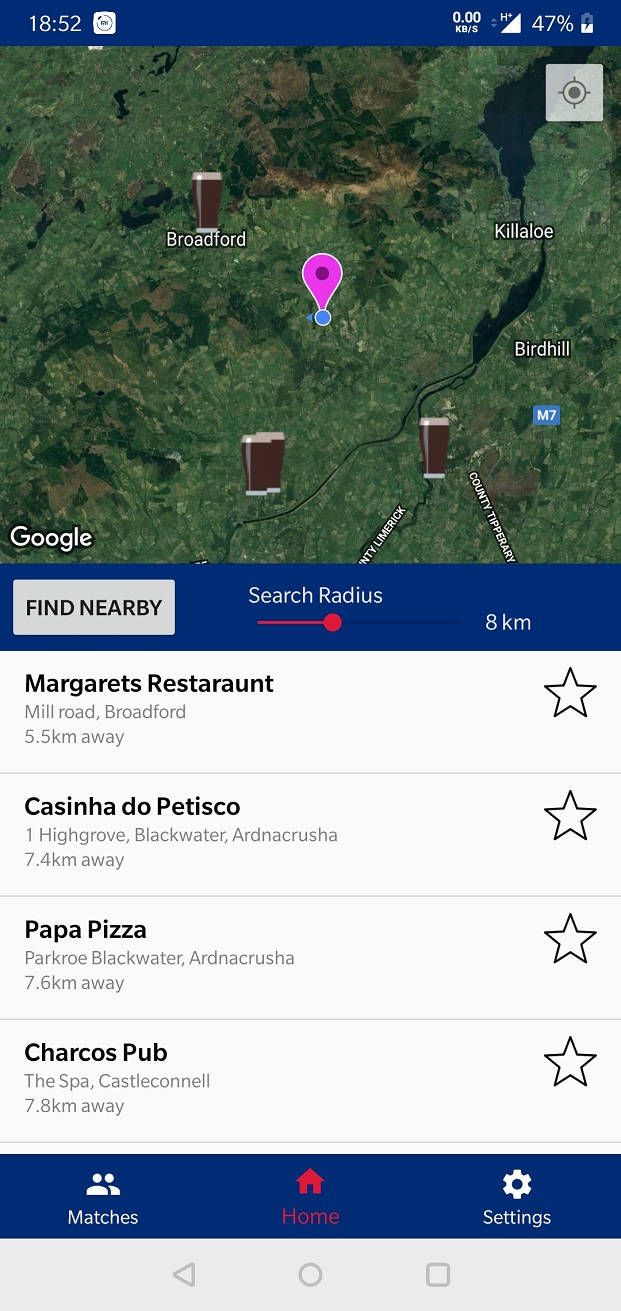 18:52
0.00
KB/S
H+
47%
Broadford
Killaloe
Birdhill
M7
COUNTY TIPPERARY
NTY LIMERICK
Google
FIND NEARBY
Search Radius
8 km
Margarets Restaraunt
Mill road, Broadford
5.5km away
Casinha do Petisco
1 Highgrove, Blackwater, Ardnacrusha
7.4km away
Papa Pizza
Parkroe Blackwater, Ardnacrusha
7.6km away
Charcos Pub
The Spa, Castleconnell
7.8km away
Matches
Home
Settings